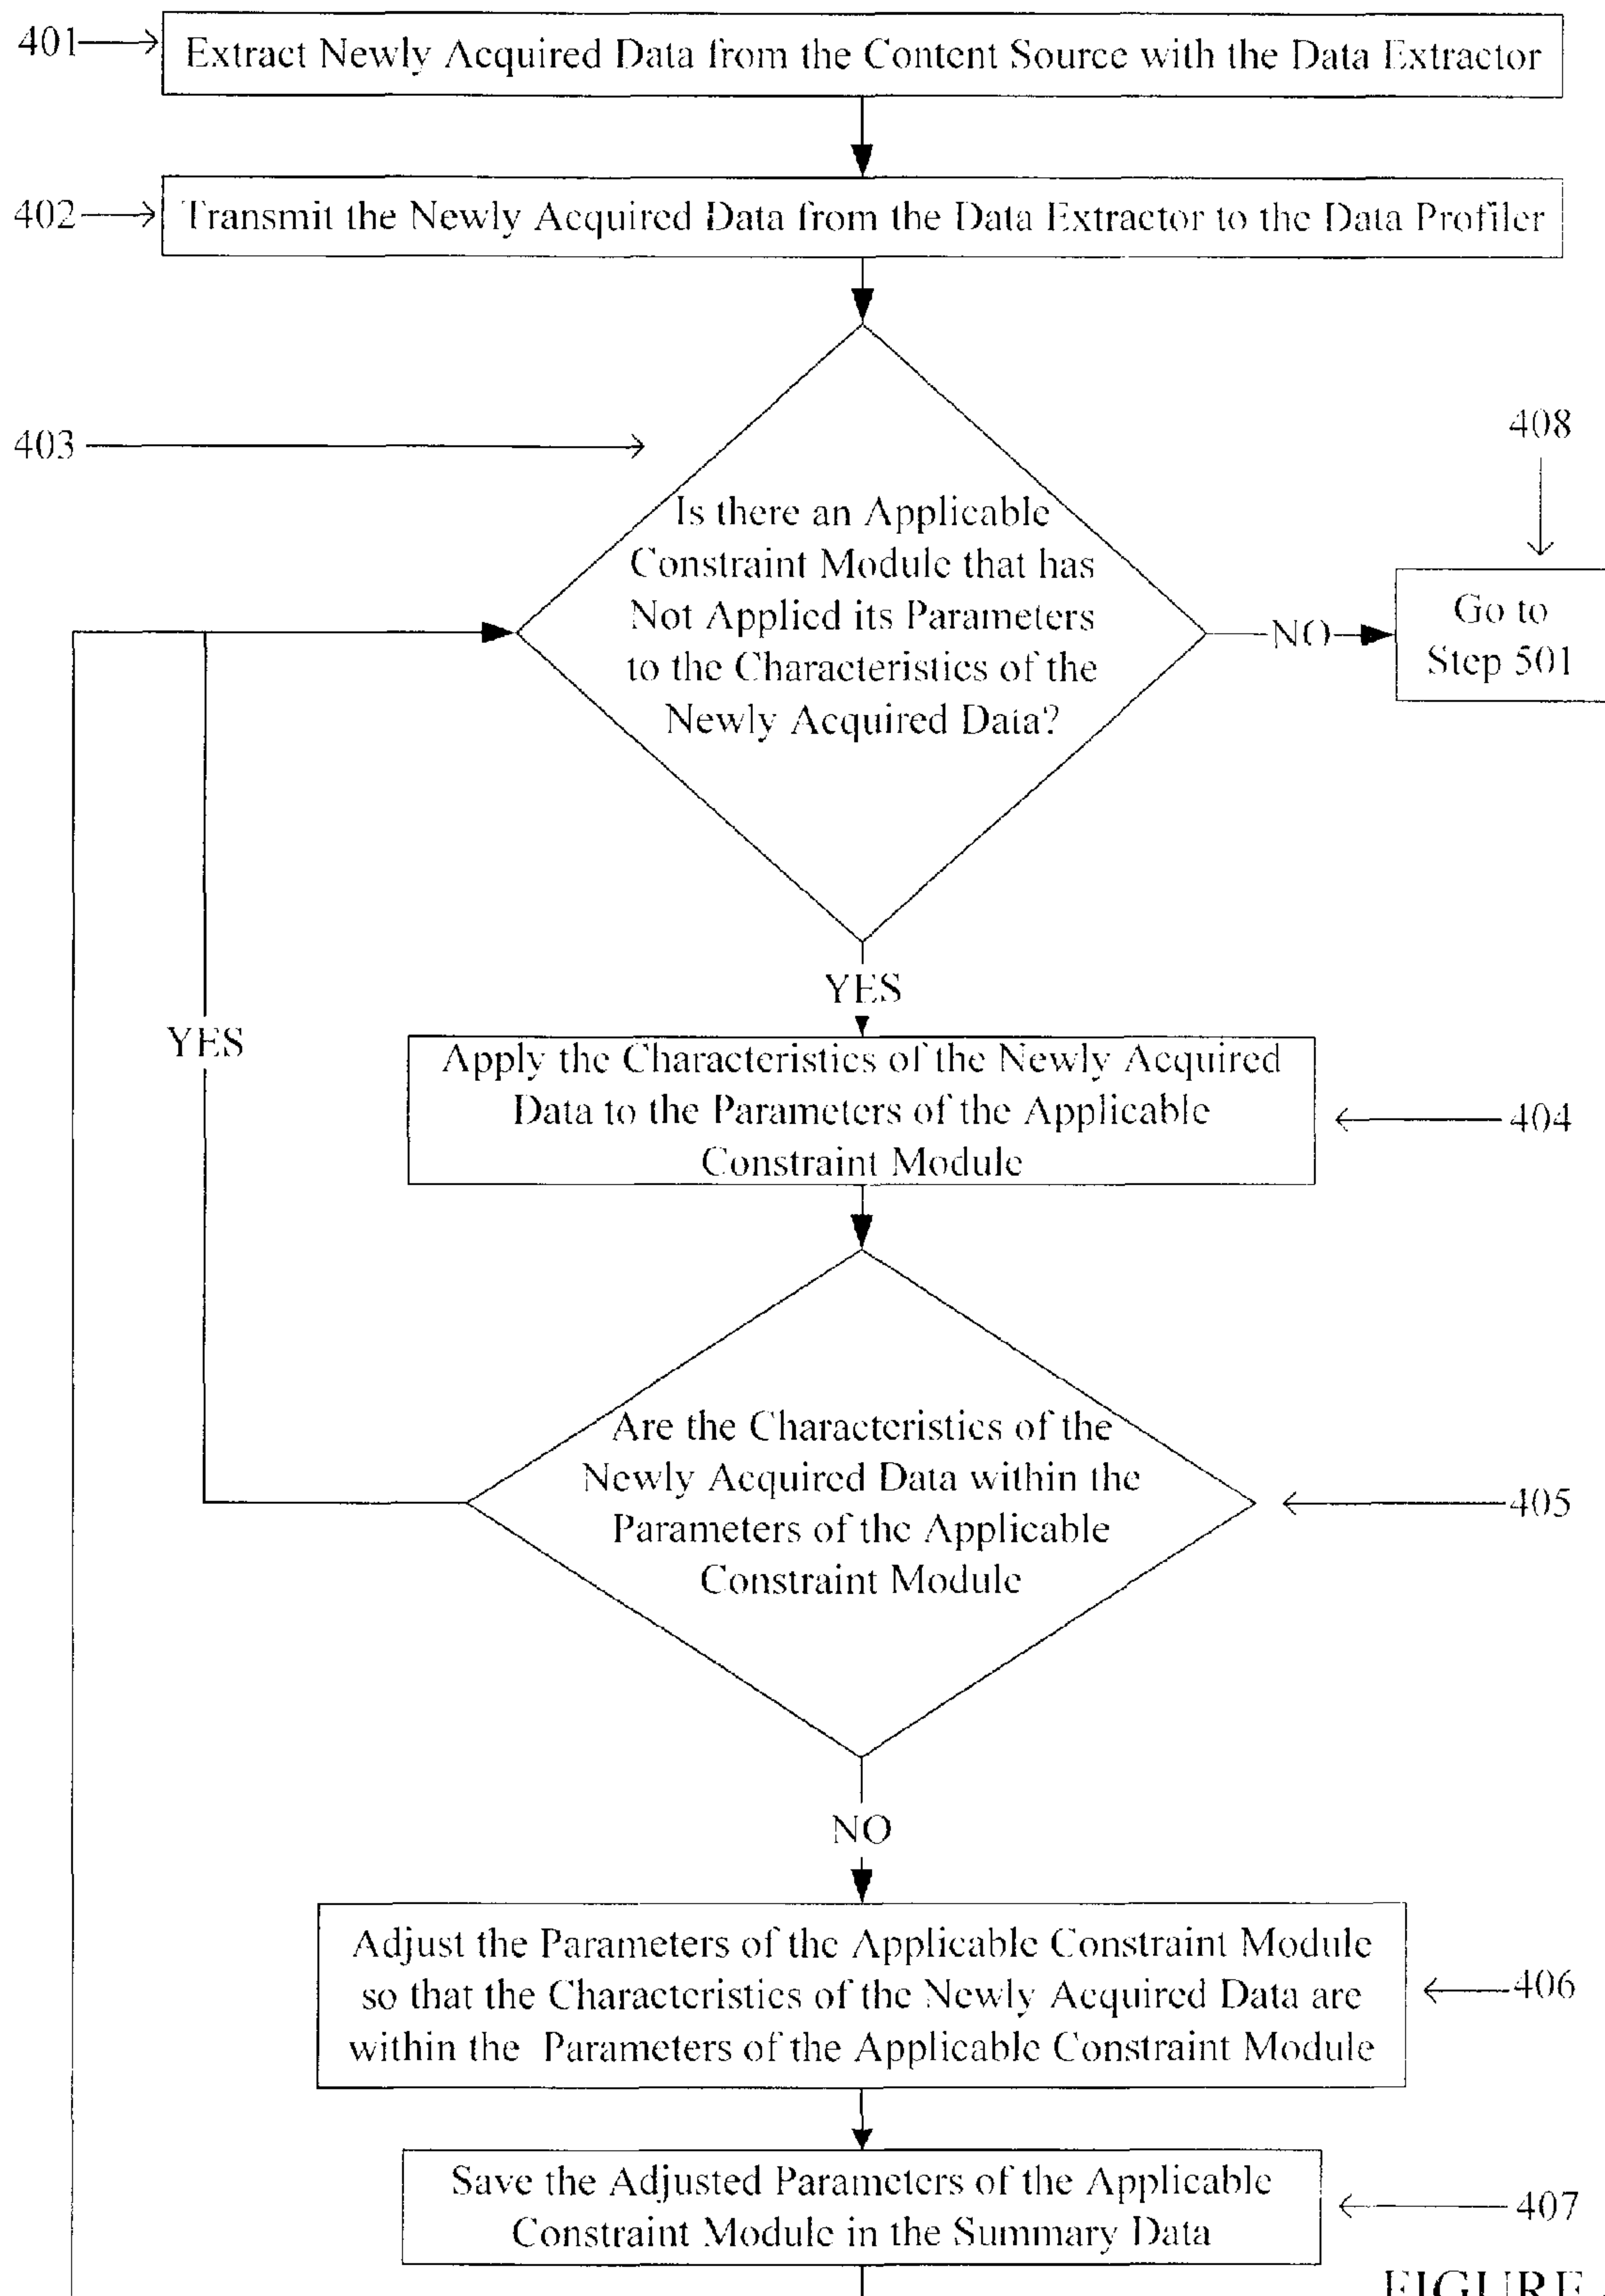 401
Extract Newly Acquired Data from the Content Source with the Data Extractor
402
Transmit the Newly Acquired Data from the Data Extractor to the Data Profiler
403
408
Is there an Applicable
Constraint Module that has
Not Applied its Parameters
to the Characteristics of the
Newly Acquired Data?
NO
Go to
Step 501
YES
YES
Apply the Characteristics of the Newly Acquired
Data to the Parameters of the Applicable
Constraint Module
404
Are the Characteristics of the
Newly Acquired Data within the
Parameters of the Applicable
Constraint Module
405
NO
Adjust the Parameters of the Applicable Constraint Module
so that the Characteristics of the Newly Acquired Data are
within the Parameters of the Applicable Constraint Module
406
Save the Adjusted Parameters of the Applicable
Constraint Module in the Summary Data
407
FIGURE